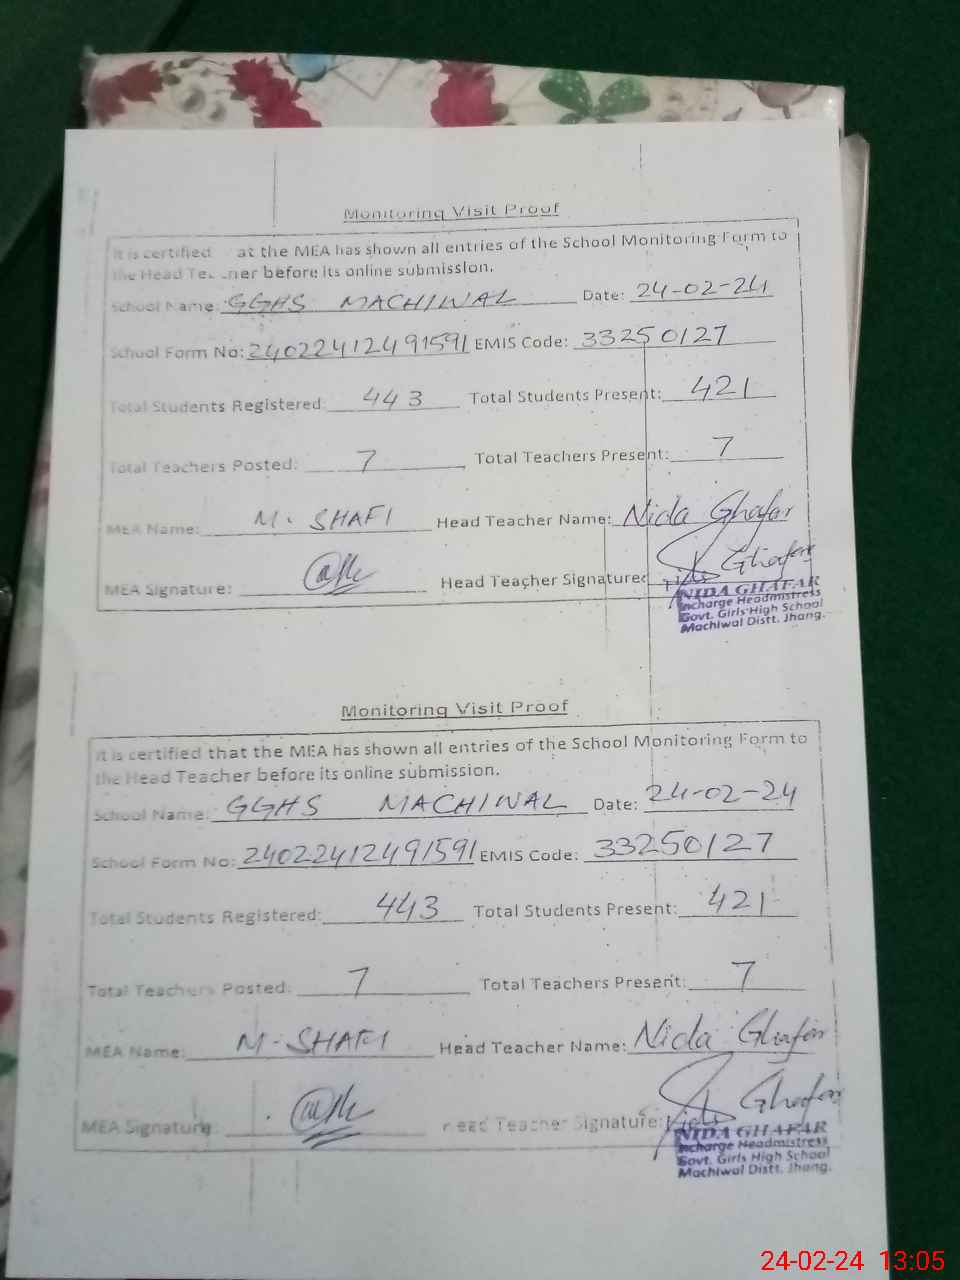 Monitoring Visit Proof
It is certified at the MEA has shown all entries of the School Monitoring Form to
the Head Teacher before its online submission.
School Name: GGHS MACHIWAL Date: 24-02-24
School Form No: 24022412491591 EMIS Code: 33250127
Total Students Registered: 443 Total Students Present: 421
Total Teachers Posted: 7 Total Teachers Present: 7
MEA Name: M. SHAFI Head Teacher Name: Nida Ghafar
MEA Signature: Head Teacher Signature: Nida Ghafar
NIDA GHAFAR
Incharge Headmistress
Govt. Girls High School
Machiwal Distt. Jhang.
Monitoring Visit Proof
It is certified that the MEA has shown all entries of the School Monitoring Form to
the Head Teacher before its online submission.
School Name: GGHS MACHIWAL Date: 24-02-24
School Form No: 24022412491591 EMIS Code: 33250127
Total Students Registered: 443 Total Students Present: 421
Total Teachers Posted: 7 Total Teachers Present: 7
MEA Name: M. SHAFI Head Teacher Name: Nida Ghafar
MEA Signature: Head Teacher Signature: Nida Ghafar
NIDA GHAFAR
Incharge Headmistress
Govt. Girls High School
Machiwal Distt. Jhang.
24-02-24 13:05